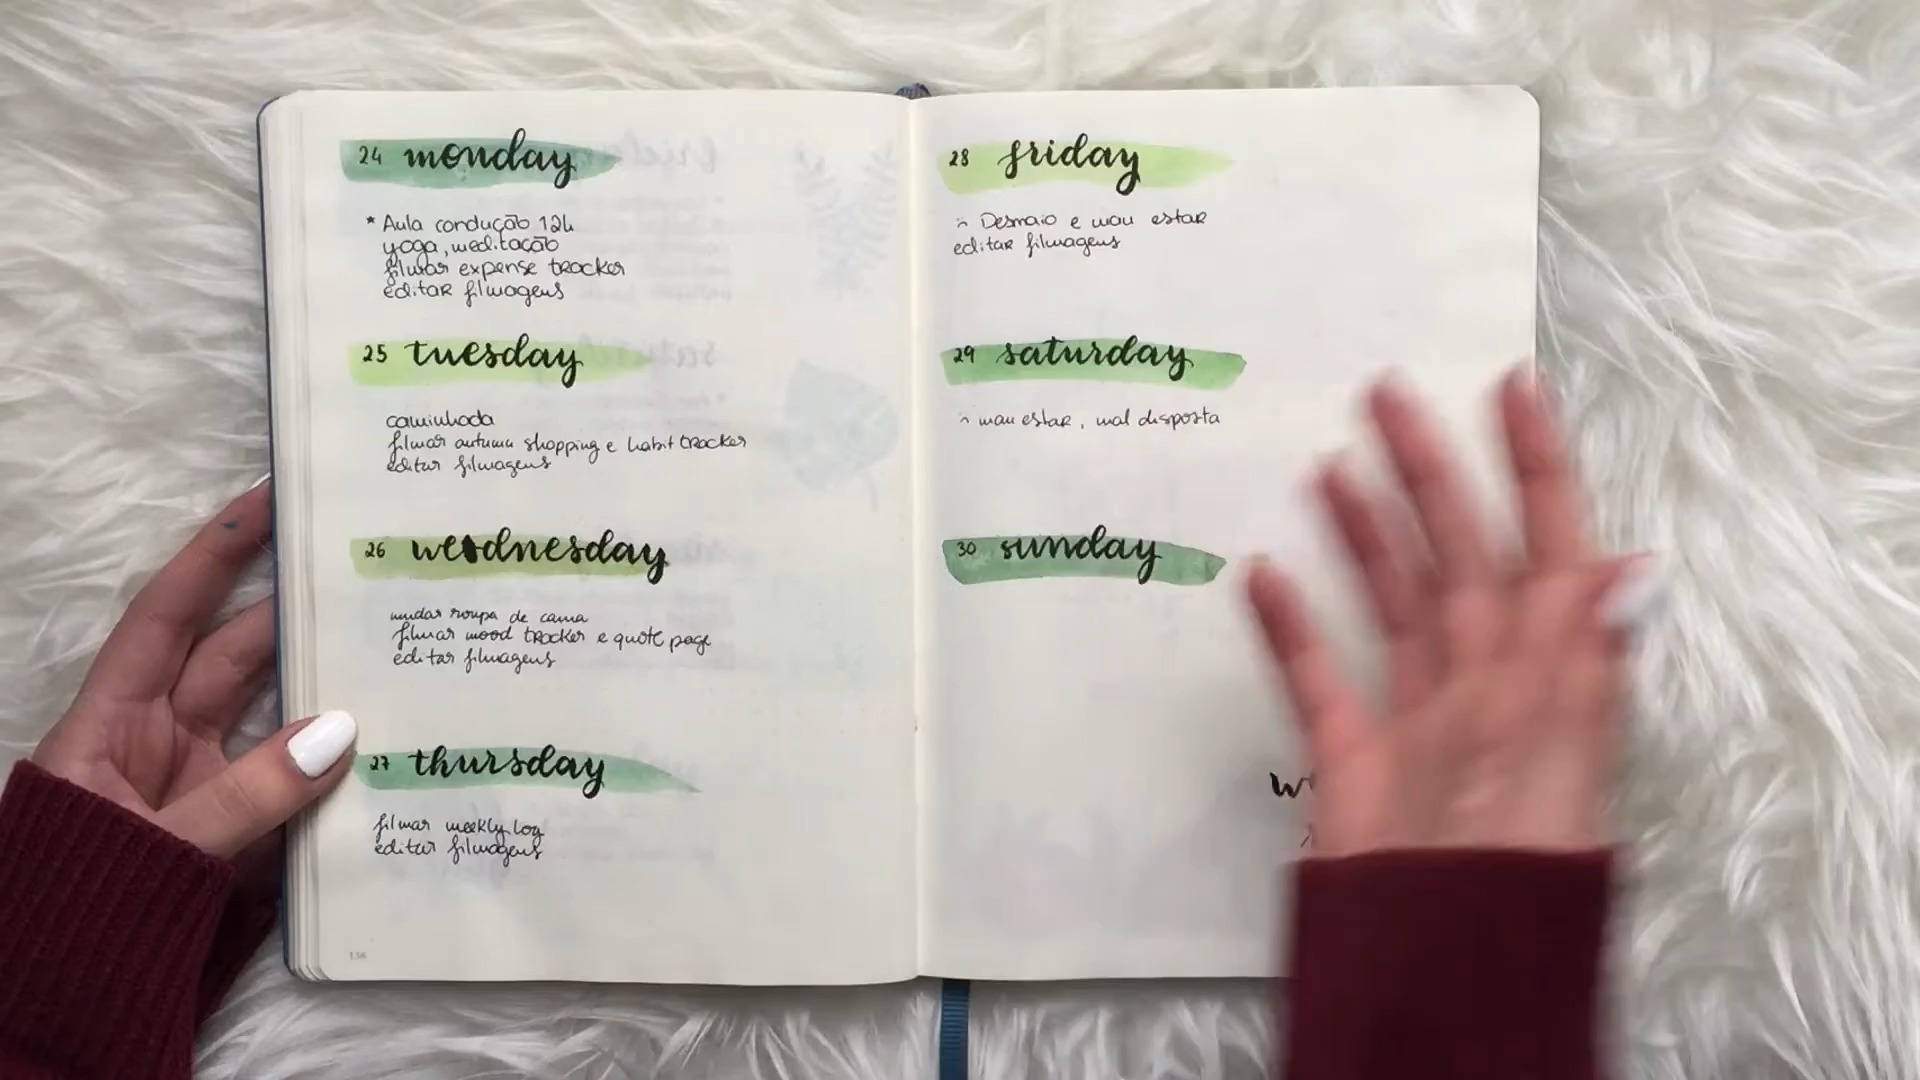 24 monday
* Aula condução 12h
yoga, meditação
filmar expense tracker
editar filmagens
25 tuesday
caminhada
filmar autumn shopping e habit tracker
editar filmagens
26 wednesday
mudar roupa de cama
filmar mood tracker e quote page
editar filmagens
27 thursday
filmar weekly log
editar filmagens
136
28 friday
Desmaio e mau estar
editar filmagens
29 saturday
mau estar, mal disposta
30 sunday